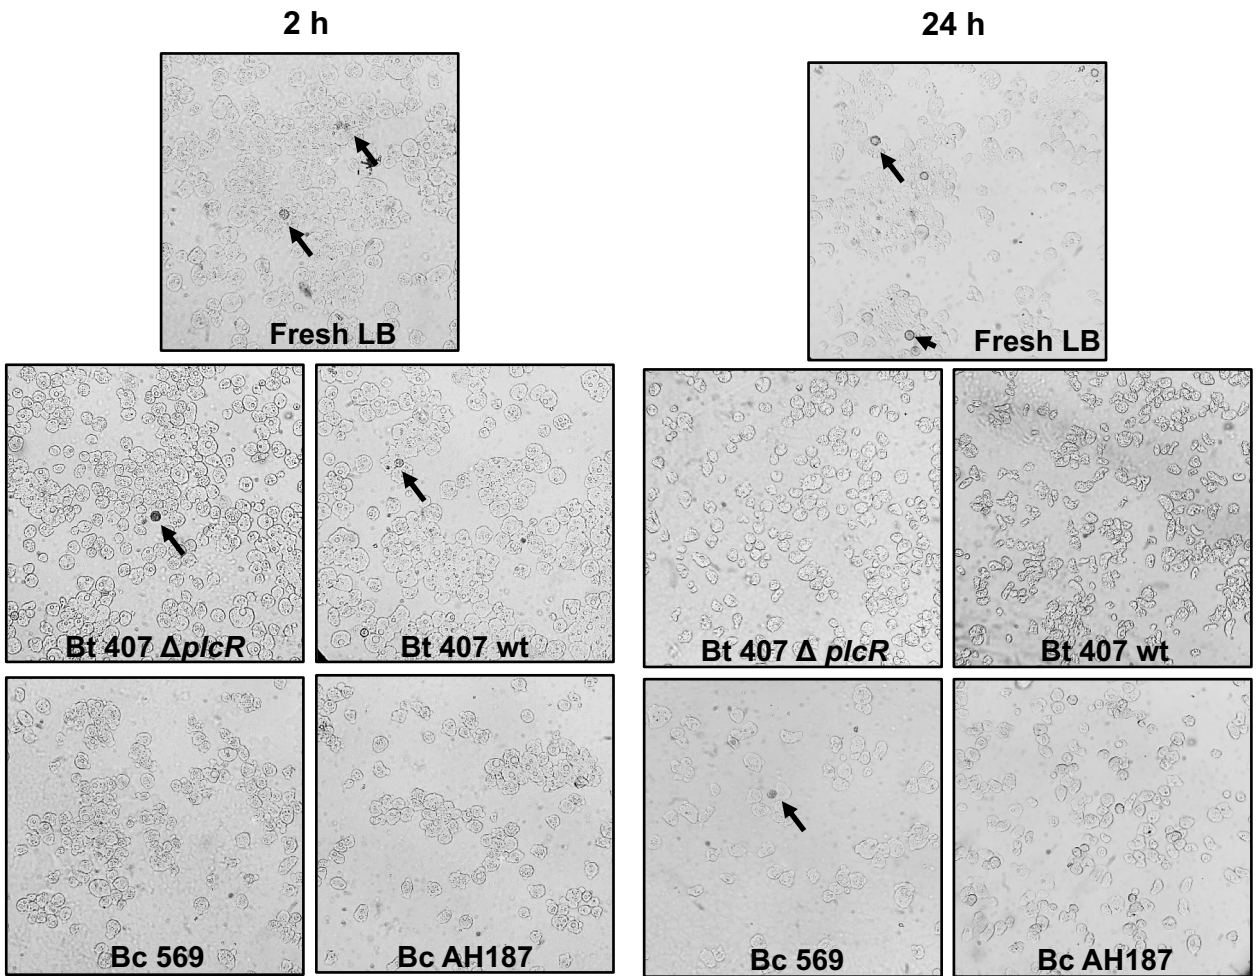 2 h
24 h
Fresh LB
Fresh LB
Bt 407 ΔplcR
Bt 407 wt
Bt 407 Δ plcR
Bt 407 wt
Bc 569
Bc AH187
Bc 569
Bc AH187